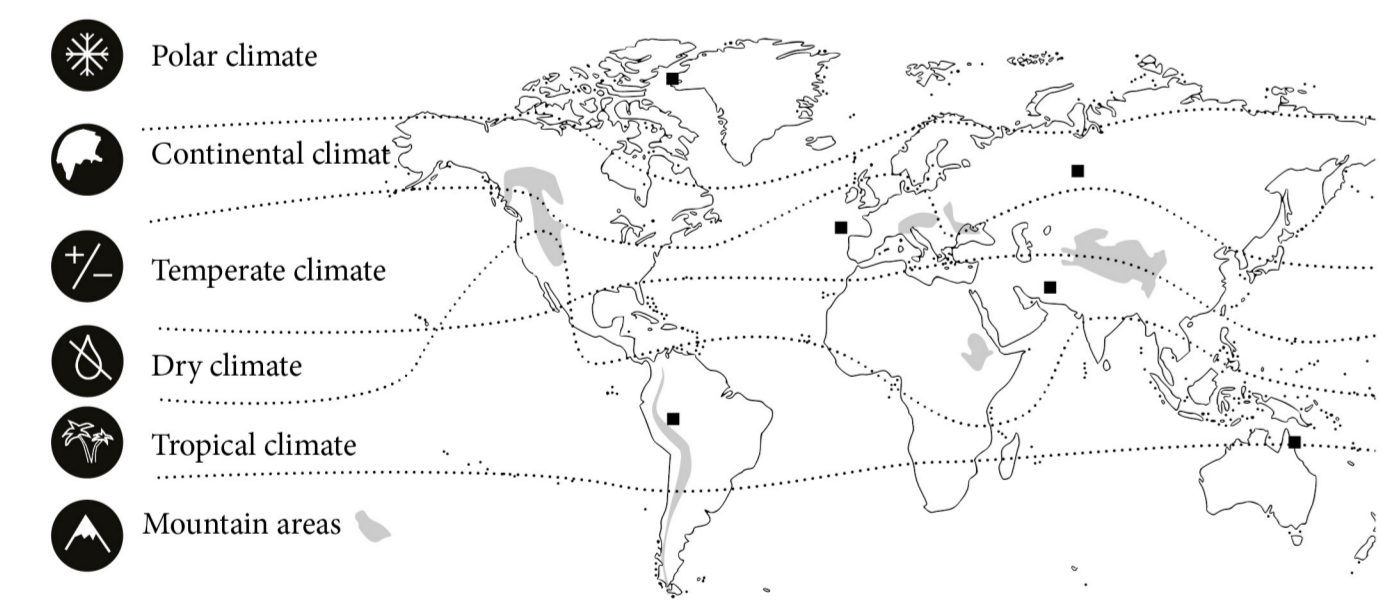 Polar climate
Continental climat
Temperate climate
Dry climate
Tropical climate
Mountain areas